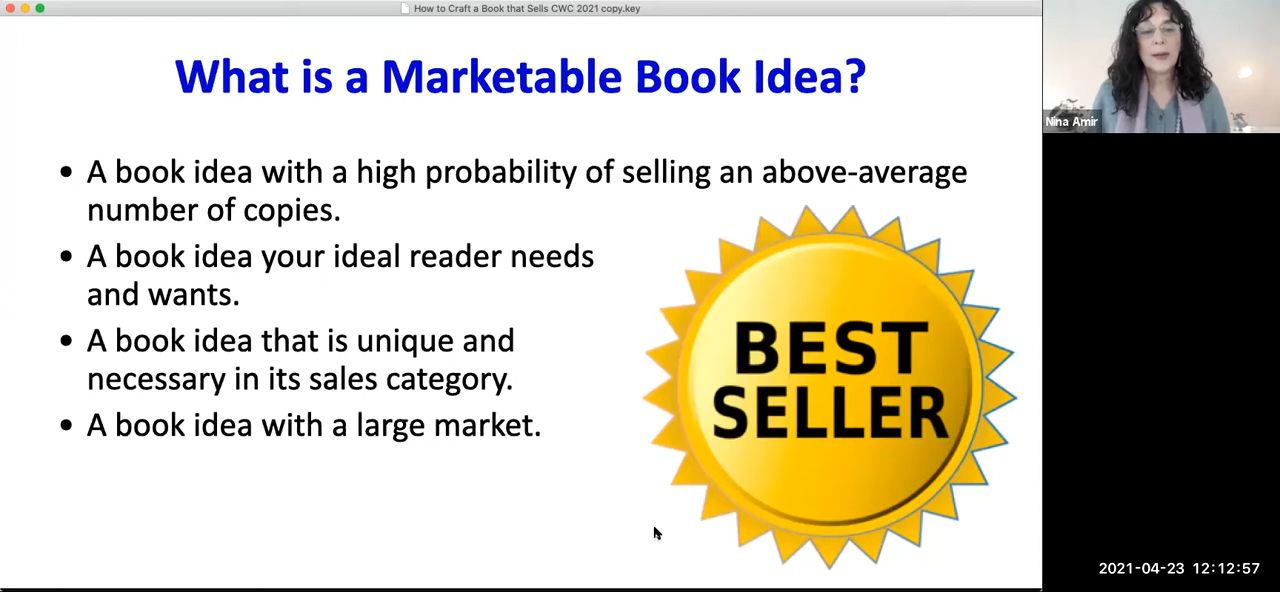 How to Craft a Book that Sells CWC 2021 copy.key
What is a Marketable Book Idea?
• A book idea with a high probability of selling an above-average
number of copies.
• A book idea your ideal reader needs
and wants.
• A book idea that is unique and
necessary in its sales category.
• A book idea with a large market.
BEST
SELLER
Nina Amir
2021-04-23 12:12:57